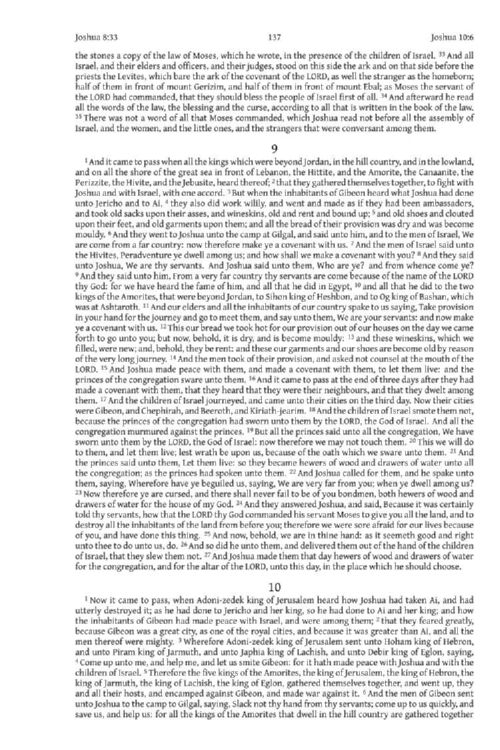 Joshua 8:33 137 Joshua 10:6
the stones a copy of the law of Moses, which he wrote, in the presence of the children of Israel. 33 And all
Israel, and their elders and officers, and their judges, stood on this side the ark and on that side before the
priests the Levites, which bare the ark of the covenant of the LORD, as well the stranger as the homeborn;
half of them in front of mount Gerizim, and half of them in front of mount Ebal; as Moses the servant of
the LORD had commanded, that they should bless the people of Israel first of all. 34 And afterward he read
all the words of the law, the blessing and the curse, according to all that is written in the book of the law.
35 There was not a word of all that Moses commanded, which Joshua read not before all the assembly of
Israel, and the women, and the little ones, and the strangers that were conversant among them.
9
1 And it came to pass when all the kings which were beyond Jordan, in the hill country, and in the lowland,
and on all the shore of the great sea in front of Lebanon, the Hittite, and the Amorite, the Canaanite, the
Perizzite, the Hivite, and the Jebusite, heard thereof; 2 that they gathered themselves together, to fight with
Joshua and with Israel, with one accord. 3 But when the inhabitants of Gibeon heard what Joshua had done
unto Jericho and to Ai, 4 they also did work wilily, and went and made as if they had been ambassadors,
and took old sacks upon their asses, and wineskins, old and rent and bound up; 5 and old shoes and clouted
upon their feet, and old garments upon them; and all the bread of their provision was dry and was become
mouldy. 6 And they went to Joshua unto the camp at Gilgal, and said unto him, and to the men of Israel, We
are come from a far country: now therefore make ye a covenant with us. 7 And the men of Israel said unto
the Hivites, Peradventure ye dwell among us; and how shall we make a covenant with you? 8 And they said
unto Joshua, We are thy servants. And Joshua said unto them, Who are ye? and from whence come ye?
9 And they said unto him, From a very far country thy servants are come because of the name of the LORD
thy God: for we have heard the fame of him, and all that he did in Egypt, 10 and all that he did to the two
kings of the Amorites, that were beyond Jordan, to Sihon king of Heshbon, and to Og king of Bashan, which
was at Ashtaroth. 11 And our elders and all the inhabitants of our country spoke to us saying, Take provision
in your hand for the journey and go to meet them, and say unto them, We are your servants: and now make
ye a covenant with us. 12 This our bread we took hot for our provision out of our houses on the day we came
forth to go unto you; but now, behold, it is dry, and is become mouldy: 13 and these wineskins, which we
filled, were new; and, behold, they be rent: and these our garments and our shoes are become old by reason
of the very long journey. 14 And the men took of their provision, and asked not counsel at the mouth of the
LORD. 15 And Joshua made peace with them, and made a covenant with them, to let them live: and the
princes of the congregation sware unto them. 16 And it came to pass at the end of three days after they had
made a covenant with them, that they heard that they were their neighbours, and that they dwelt among
them. 17 And the children of Israel journeyed, and came unto their cities on the third day. Now their cities
were Gibeon, and Chephirah, and Beeroth, and Kiriath-jearim. 18 And the children of Israel smote them not,
because the princes of the congregation had sworn unto them by the LORD, the God of Israel. And all the
congregation murmured against the princes. 19 But all the princes said unto all the congregation, We have
sworn unto them by the LORD, the God of Israel: now therefore we may not touch them. 20 This we will do
to them, and let them live; lest wrath be upon us, because of the oath which we sware unto them. 21 And
the princes said unto them, Let them live: so they became hewers of wood and drawers of water unto all
the congregation; as the princes had spoken unto them. 22 And Joshua called for them, and he spake unto
them, saying, Wherefore have ye beguiled us, saying, We are very far from you; when ye dwell among us?
23 Now therefore ye are cursed, and there shall never fail to be of you bondmen, both hewers of wood and
drawers of water for the house of my God. 24 And they answered Joshua, and said, Because it was certainly
told thy servants, how that the LORD thy God commanded his servant Moses to give you all the land, and to
destroy all the inhabitants of the land from before you; therefore we were sore afraid for our lives because
of you, and have done this thing. 25 And now, behold, we are in thine hand: as it seemeth good and right
unto thee to do unto us, do. 26 And so did he unto them, and delivered them out of the hand of the children
of Israel, that they slew them not. 27 And Joshua made them that day hewers of wood and drawers of water
for the congregation, and for the altar of the LORD, unto this day, in the place which he should choose.
10
1 Now it came to pass, when Adoni-zedek king of Jerusalem heard how Joshua had taken Ai, and had
utterly destroyed it; as he had done to Jericho and her king, so he had done to Ai and her king; and how
the inhabitants of Gibeon had made peace with Israel, and were among them; 2 that they feared greatly,
because Gibeon was a great city, as one of the royal cities, and because it was greater than Ai, and all the
men thereof were mighty. 3 Wherefore Adoni-zedek king of Jerusalem sent unto Hoham king of Hebron,
and unto Piram king of Jarmuth, and unto Japhia king of Lachish, and unto Debir king of Eglon, saying,
4 Come up unto me, and help me, and let us smite Gibeon: for it hath made peace with Joshua and with the
children of Israel. 5 Therefore the five kings of the Amorites, the king of Jerusalem, the king of Hebron, the
king of Jarmuth, the king of Lachish, the king of Eglon, gathered themselves together, and went up, they
and all their hosts, and encamped against Gibeon, and made war against it. 6 And the men of Gibeon sent
unto Joshua to the camp to Gilgal, saying, Slack not thy hand from thy servants; come up to us quickly, and
save us, and help us: for all the kings of the Amorites that dwell in the hill country are gathered together